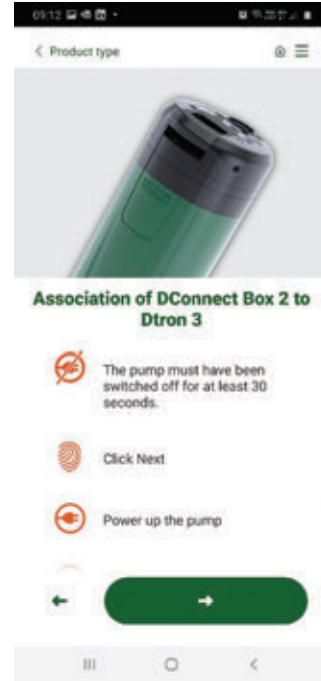 09:12
Product type
Association of DConnect Box 2 to
Dtron 3
The pump must have been
switched off for at least 30
seconds.
Click Next
Power up the pump